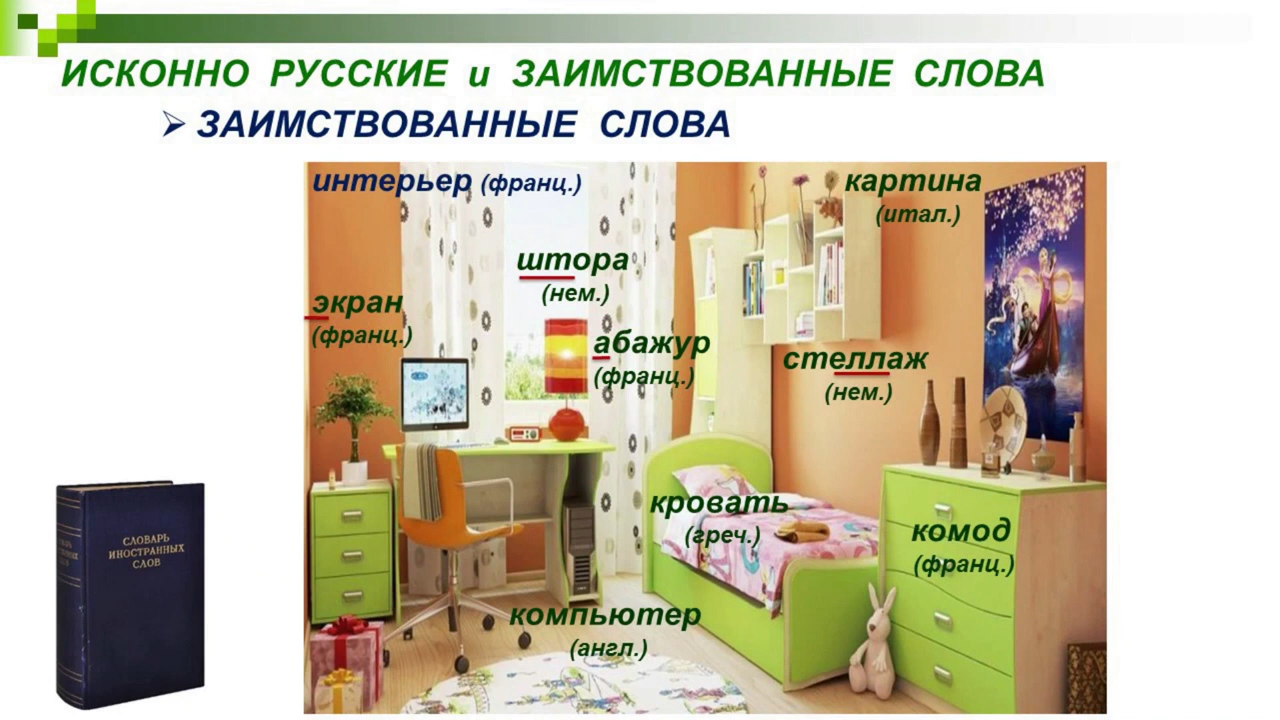 ИСКОННО РУССКИЕ и ЗАИМСТВОВАННЫЕ СЛОВА
ЗАИМСТВОВАННЫЕ СЛОВА
интерьер (франц.)
картина
(итал.)
штора
(нем.)
экран
(франц.)
абажур
(франц.)
стеллаж
(нем.)
кровать
(греч.)
комод
(франц.)
компьютер
(англ.)
СЛОВАРЬ
ИНОСТРАННЫХ
СЛОВ